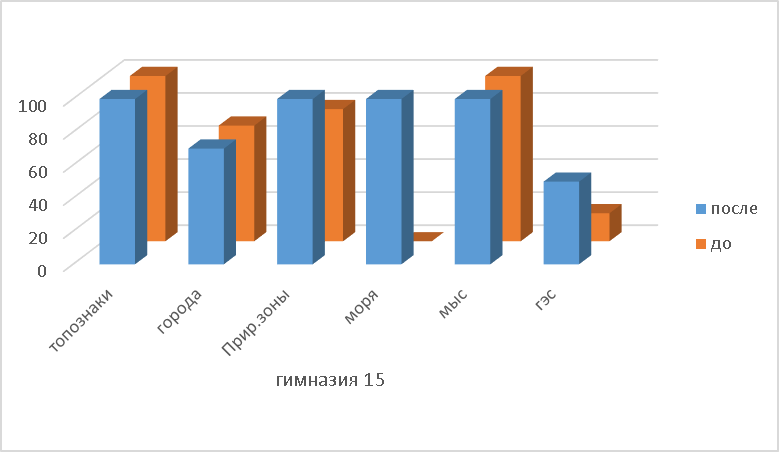 100
80
60
40
20
0
после
до
топознаки
города
Прир.зоны
моря
мыс
гэс
гимназия 15